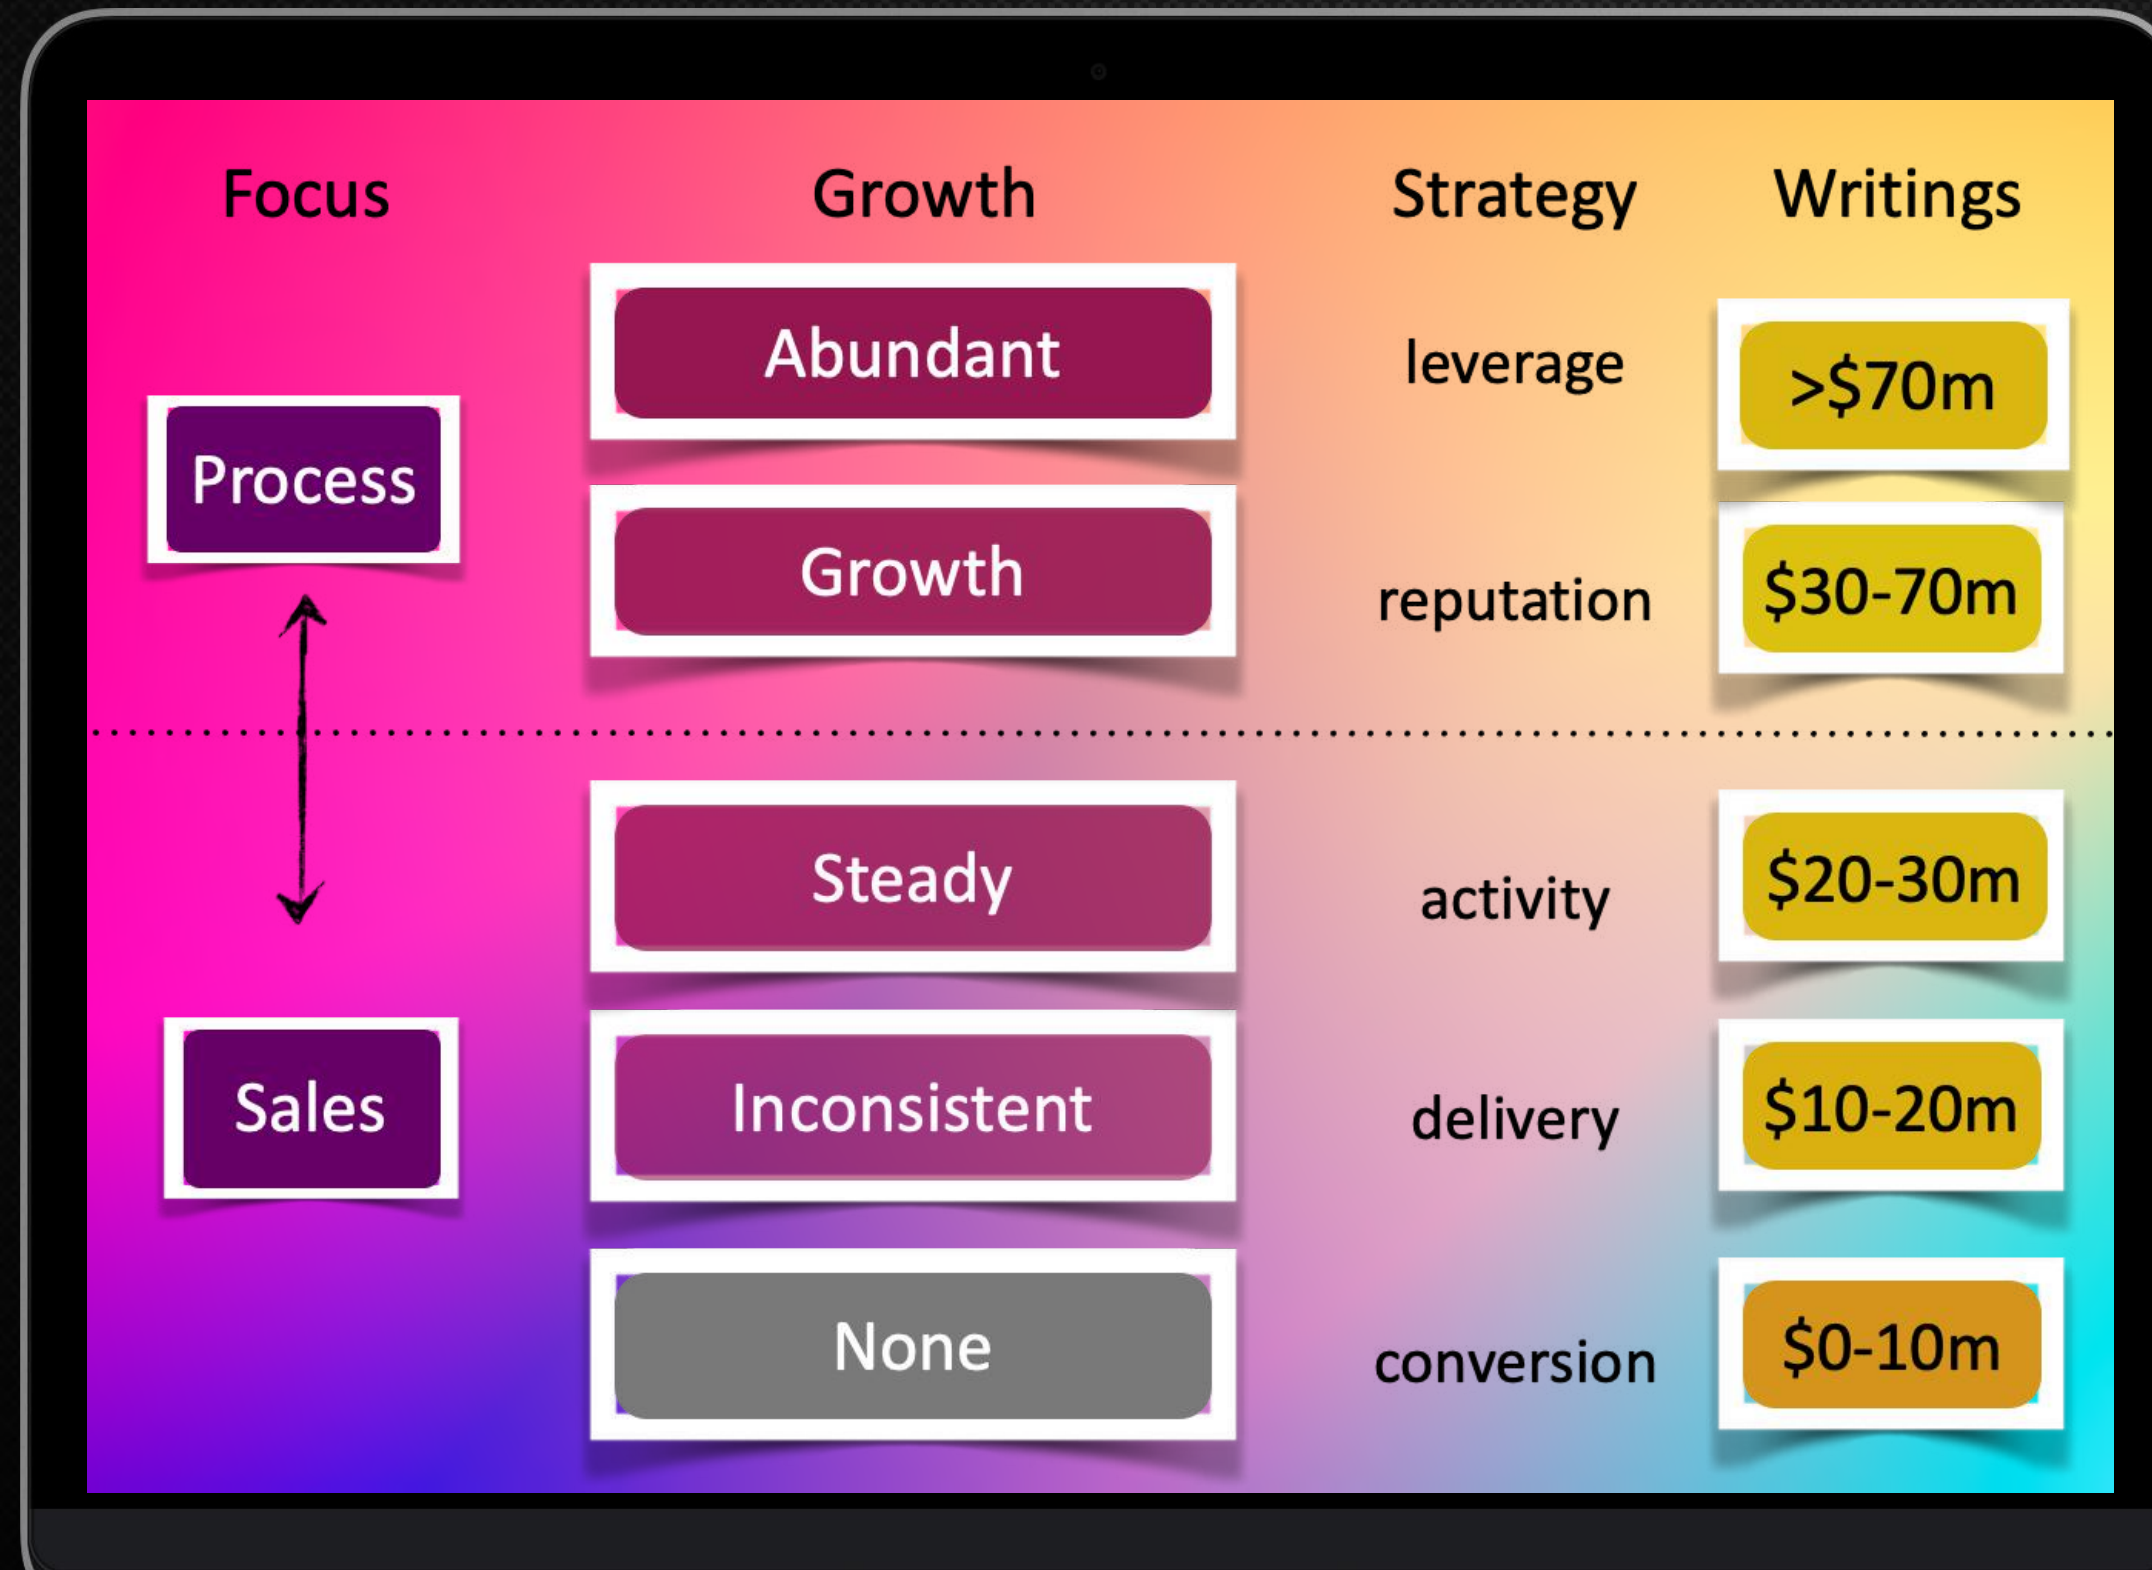 Focus Growth Strategy Writings
Abundant leverage >$70m
Process
Growth reputation $30-70m
Steady activity $20-30m
Sales Inconsistent delivery $10-20m
None conversion $0-10m